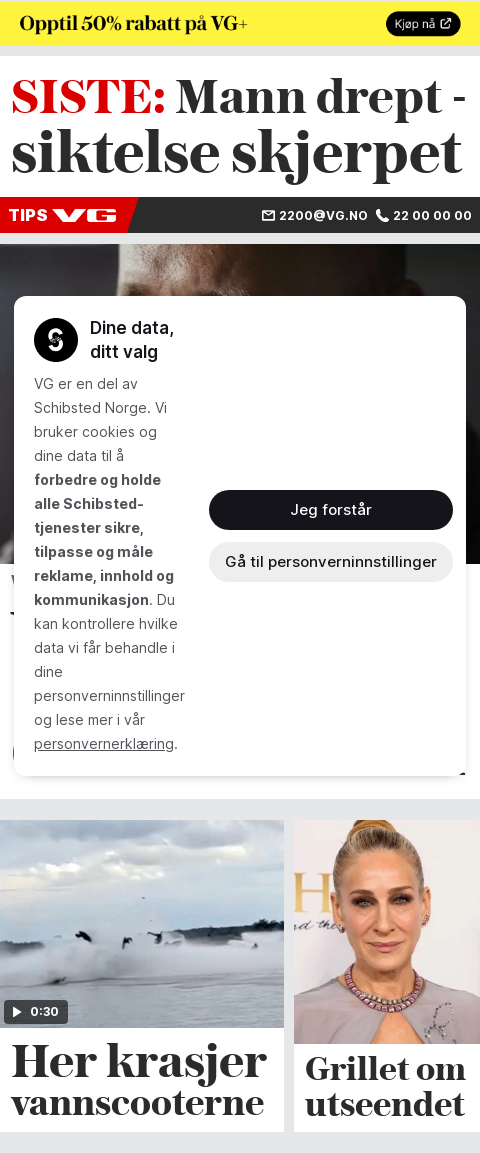 Opptil 50% rabatt på VG+
Kjøp nå
SISTE: Mann drept -
siktelse skjerpet
TIPS VG
2200@VG.NO
22 00 00 00
Dine data,
ditt valg
VG er en del av
Schibsted Norge. Vi
bruker cookies og
dine data til å
forbedre og holde
alle Schibsted-
tjenester sikre,
tilpasse og måle
reklame, innhold og
kommunikasjon. Du
kan kontrollere hvilke
data vi får behandle i
dine
personverninnstillinger
og lese mer i vår
personvernerklæring.
Jeg forstår
Gå til personverninnstillinger
0:30
Her krasjer
vannscooterne
Grillet om
utseendet